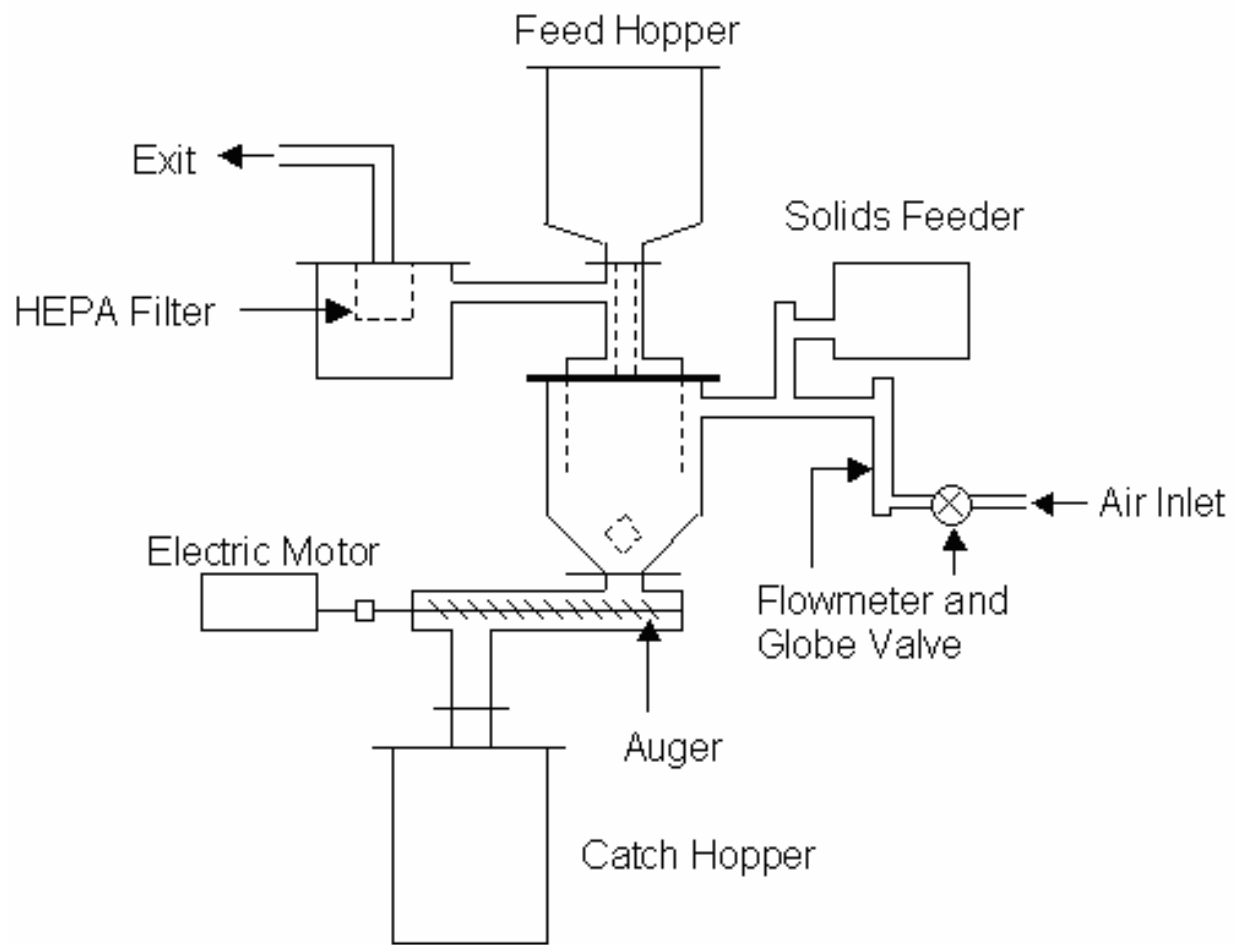 Feed Hopper
Exit
Solids Feeder
HEPA Filter
Air Inlet
Electric Motor
Flowmeter and
Globe Valve
Auger
Catch Hopper